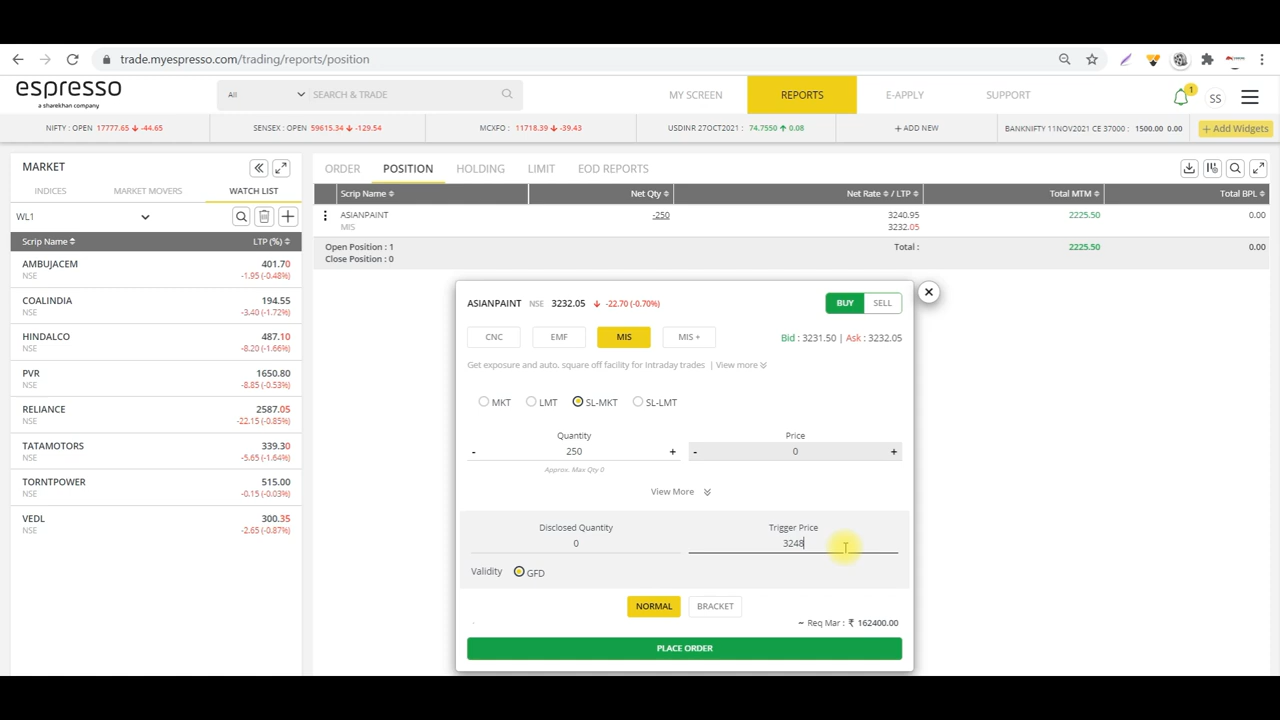 trade.myespresso.com/trading/reports/position
espresso
a sharekhan company
All
SEARCH & TRADE
MY SCREEN
REPORTS
E-APPLY
SUPPORT
1
SS
NIFTY : OPEN 17777.65 -44.65
SENSEX : OPEN 59615.34 -129.54
MCXFO : 11718.39 -39.43
USDINR 27OCT2021 : 74.7550 0.08
+ ADD NEW
BANKNIFTY 11NOV2021 CE 37000 : 1500.00 0.00
+ Add Widgets
MARKET
INDICES
MARKET MOVERS
WATCH LIST
WL1
Scrip Name
LTP (%)
AMBUJACEM 401.70
NSE -1.95 (-0.48%)
COALINDIA 194.55
NSE -3.40 (-1.72%)
HINDALCO 487.10
NSE -8.20 (-1.66%)
PVR 1650.80
NSE -8.85 (-0.53%)
RELIANCE 2587.05
NSE -22.15 (-0.85%)
TATAMOTORS 339.30
NSE -5.65 (-1.64%)
TORNTPOWER 515.00
NSE -0.15 (-0.03%)
VEDL 300.35
NSE -2.65 (-0.87%)
ORDER
POSITION
HOLDING
LIMIT
EOD REPORTS
Scrip Name
Net Qty
Net Rate / LTP
Total MTM
Total BPL
ASIANPAINT -250 3240.95 2225.50 0.00
MIS 3232.05
Open Position : 1 Total : 2225.50 0.00
Close Position : 0
ASIANPAINT NSE 3232.05 -22.70 (-0.70%)
BUY
SELL
CNC
EMF
MIS
MIS +
Bid : 3231.50 | Ask : 3232.05
Get exposure and auto. square off facility for Intraday trades | View more
MKT
LMT
SL-MKT
SL-LMT
Quantity
Price
- 250 +
- 0 +
Approx. Max Qty 0
View More
Disclosed Quantity
Trigger Price
0
3248
Validity
GFD
NORMAL
BRACKET
~ Req Mar : ₹ 162400.00
PLACE ORDER